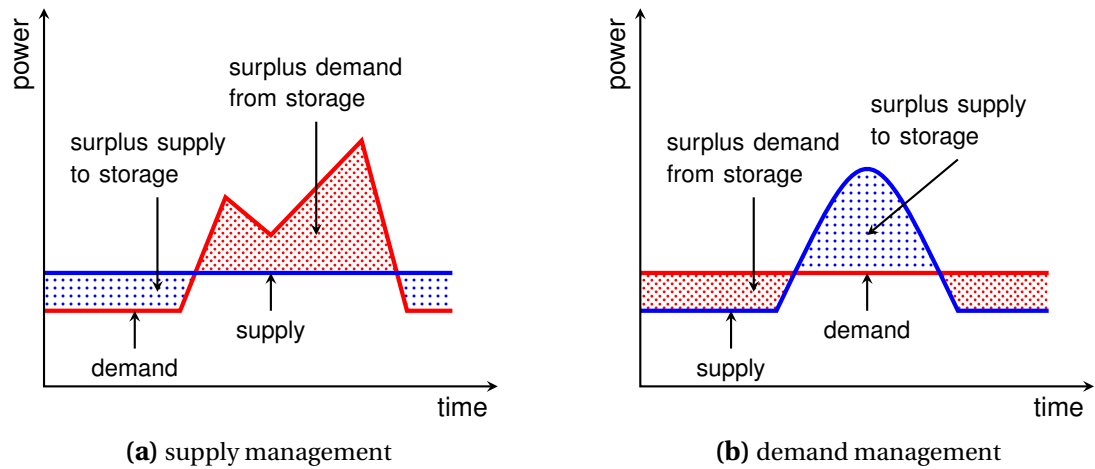 power
surplus demand
from storage
surplus supply
to storage
supply
demand
time
(a) supply management
power
surplus supply
to storage
surplus demand
from storage
demand
supply
time
(b) demand management